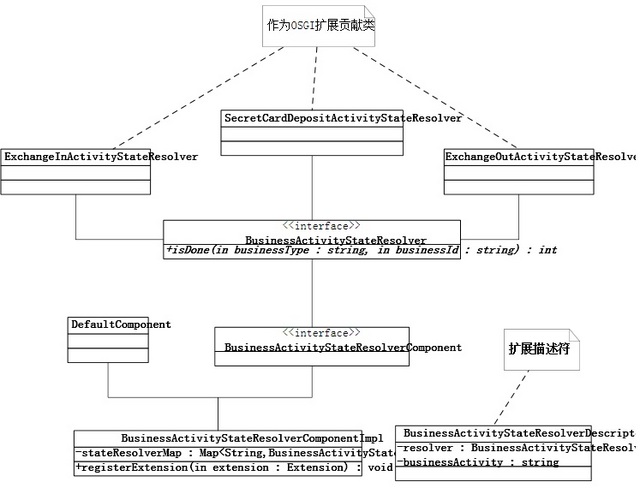 作为OSGI扩展贡献类
SecretCardDepositActivityStateResolver
ExchangeInActivityStateResolver
ExchangeOutActivityStateResolve
<<interface>>
BusinessActivityStateResolver
+isDone(in businessType : string, in businessId : string) : int
DefaultComponent
<<interface>>
BusinessActivityStateResolverComponent
扩展描述符
BusinessActivityStateResolverComponentImpl
-stateResolverMap : Map<String,BusinessActivityStat
+registerExtension(in extension : Extension) : void
BusinessActivityStateResolverDescript
-resolver : BusinessActivityStateResol
-businessActivity : string